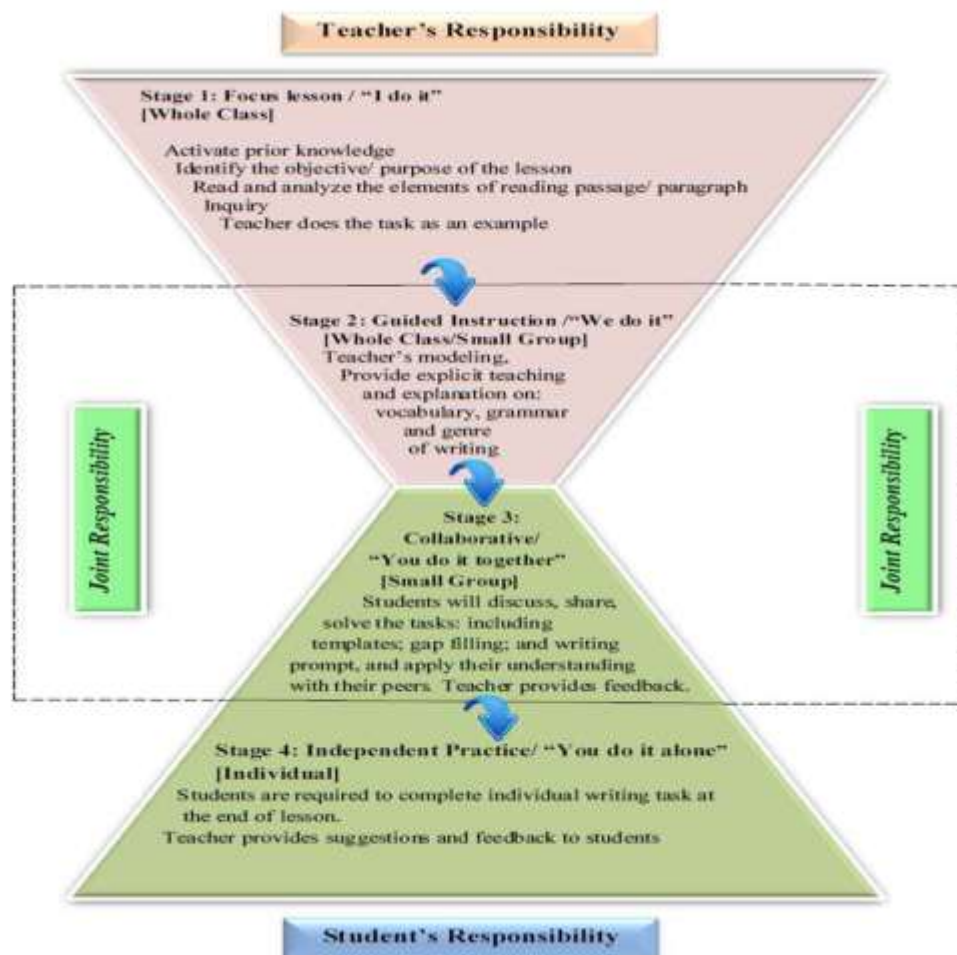 Teacher's Responsibility
Stage 1: Focus lesson / "I do it"
[Whole Class]
Activate prior knowledge
Identify the objective/ purpose of the lesson
Read and analyze the elements of reading passage/ paragraph
Inquiry
Teacher does the task as an example
Stage 2: Guided Instruction /"We do it"
[Whole Class/Small Group]
Teacher's modeling,
Provide explicit teaching
and explanation on:
vocabulary, grammar
and genre
of writing
Joint Responsibility
Joint Responsibility
Stage 3:
Collaborative/
"You do it together"
[Small Group]
Students will discuss, share,
solve the tasks: including
templates; gap filling; and writing
prompt, and apply their understanding
with their peers. Teacher provides feedback.
Stage 4: Independent Practice/ "You do it alone"
[Individual]
Students are required to complete individual writing task at
the end of lesson.
Teacher provides suggestions and feedback to students
Student's Responsibility